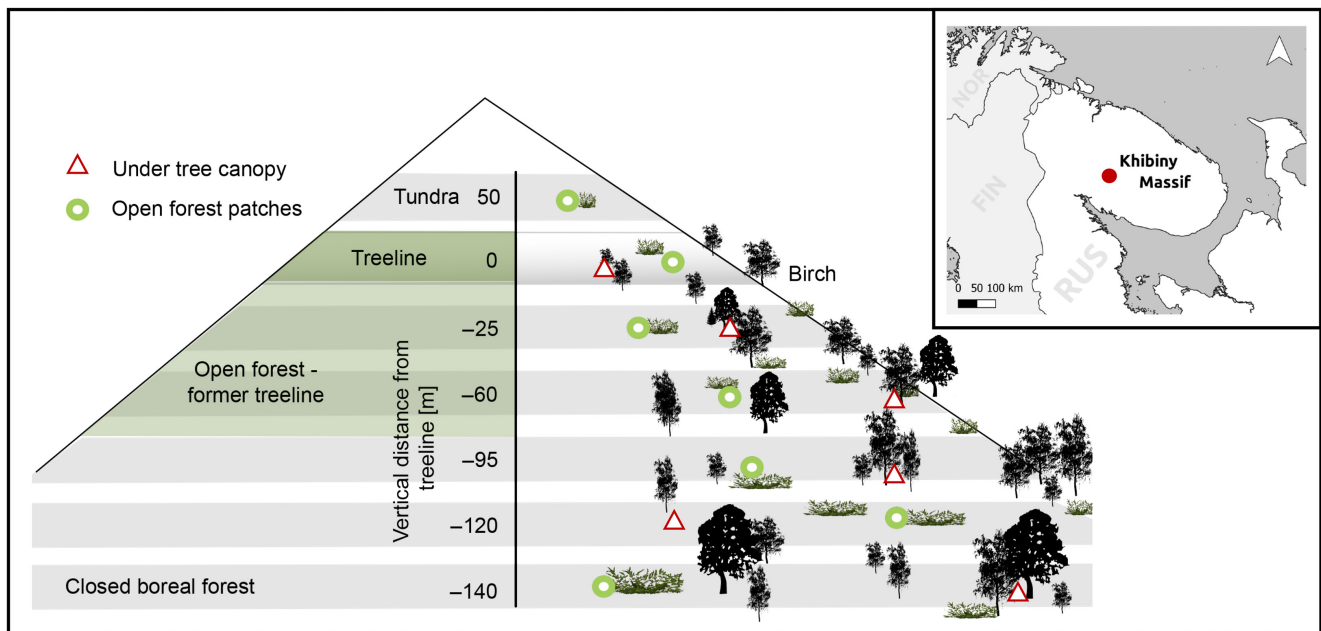 Under tree canopy
Open forest patches
Tundra 50
Treeline 0
Birch
–25
Open forest -
former treeline
–60
Vertical distance from
treeline [m]
–95
–120
Closed boreal forest
–140
NOR
FIN
RUS
Khibiny
Massif
0 50 100 km